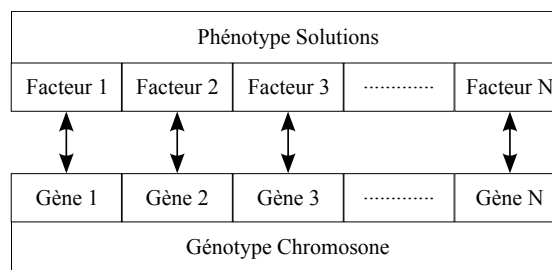 Phénotype Solutions
Facteur 1 Facteur 2 Facteur 3 ............. Facteur N
Gène 1 Gène 2 Gène 3 ............. Gène N
Génotype Chromosone